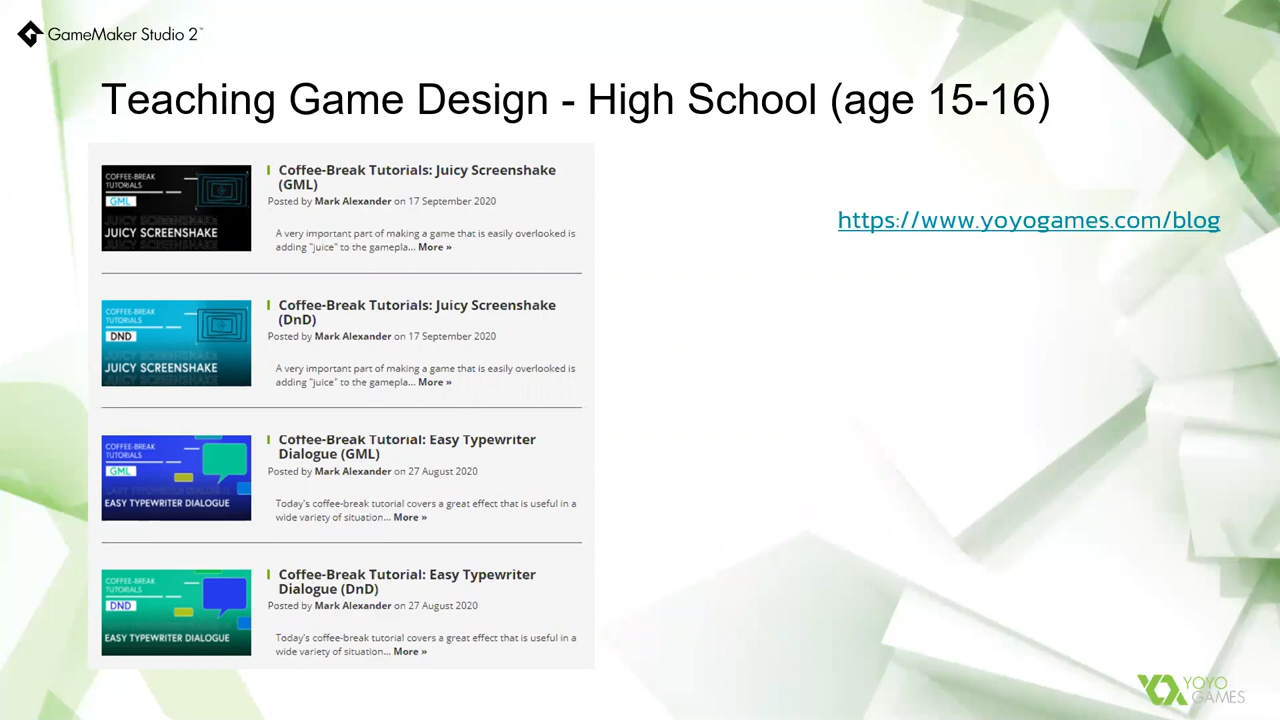 GameMaker Studio 2™
Teaching Game Design - High School (age 15-16)
COFFEE-BREAK
TUTORIALS
GML
JUICY SCREENSHAKE
JUICY SCREENSHAKE
Coffee-Break Tutorials: Juicy Screenshake
(GML)
Posted by Mark Alexander on 17 September 2020
A very important part of making a game that is easily overlooked is
adding "juice" to the gamepla... More »
https://www.yoyogames.com/blog
COFFEE-BREAK
TUTORIALS
DND
JUICY SCREENSHAKE
JUICY SCREENSHAKE
Coffee-Break Tutorials: Juicy Screenshake
(DnD)
Posted by Mark Alexander on 17 September 2020
A very important part of making a game that is easily overlooked is
adding "juice" to the gamepla... More »
COFFEE-BREAK
TUTORIALS
GML
EASY TYPEWRITER DIALOGUE
EASY TYPEWRITER DIALOGUE
Coffee-Break Tutorial: Easy Typewriter
Dialogue (GML)
Posted by Mark Alexander on 27 August 2020
Today's coffee-break tutorial covers a great effect that is useful in a
wide variety of situation... More »
COFFEE-BREAK
TUTORIALS
DND
EASY TYPEWRITER DIALOGUE
Coffee-Break Tutorial: Easy Typewriter
Dialogue (DnD)
Posted by Mark Alexander on 27 August 2020
Today's coffee-break tutorial covers a great effect that is useful in a
wide variety of situation... More »
YOYO
GAMES